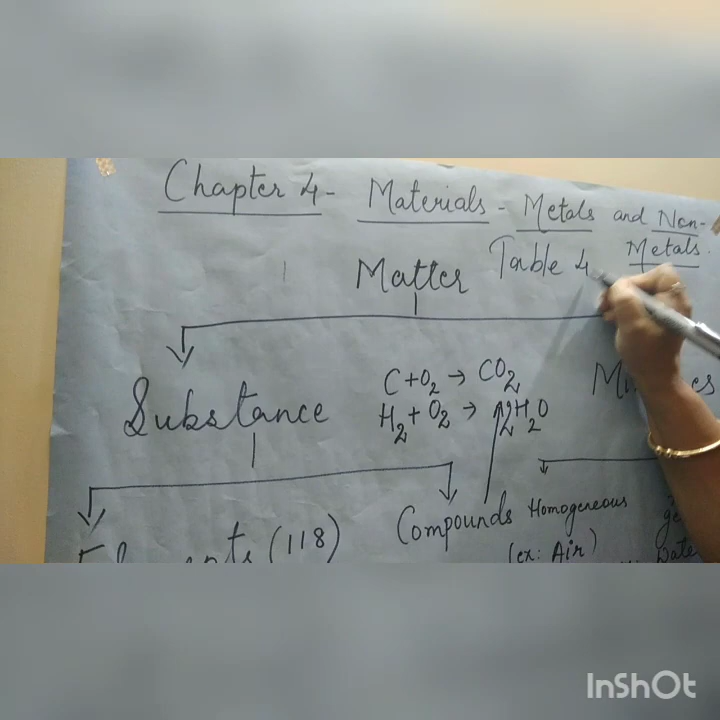 Chapter 4 - Materials - Metals and Non-
Metals.
Matter Table 4
Substance
C + O₂ → CO₂
H₂ + O₂ → 2H₂O
Compounds
Homogeneous
(118)
(ex: Air)
InShOt